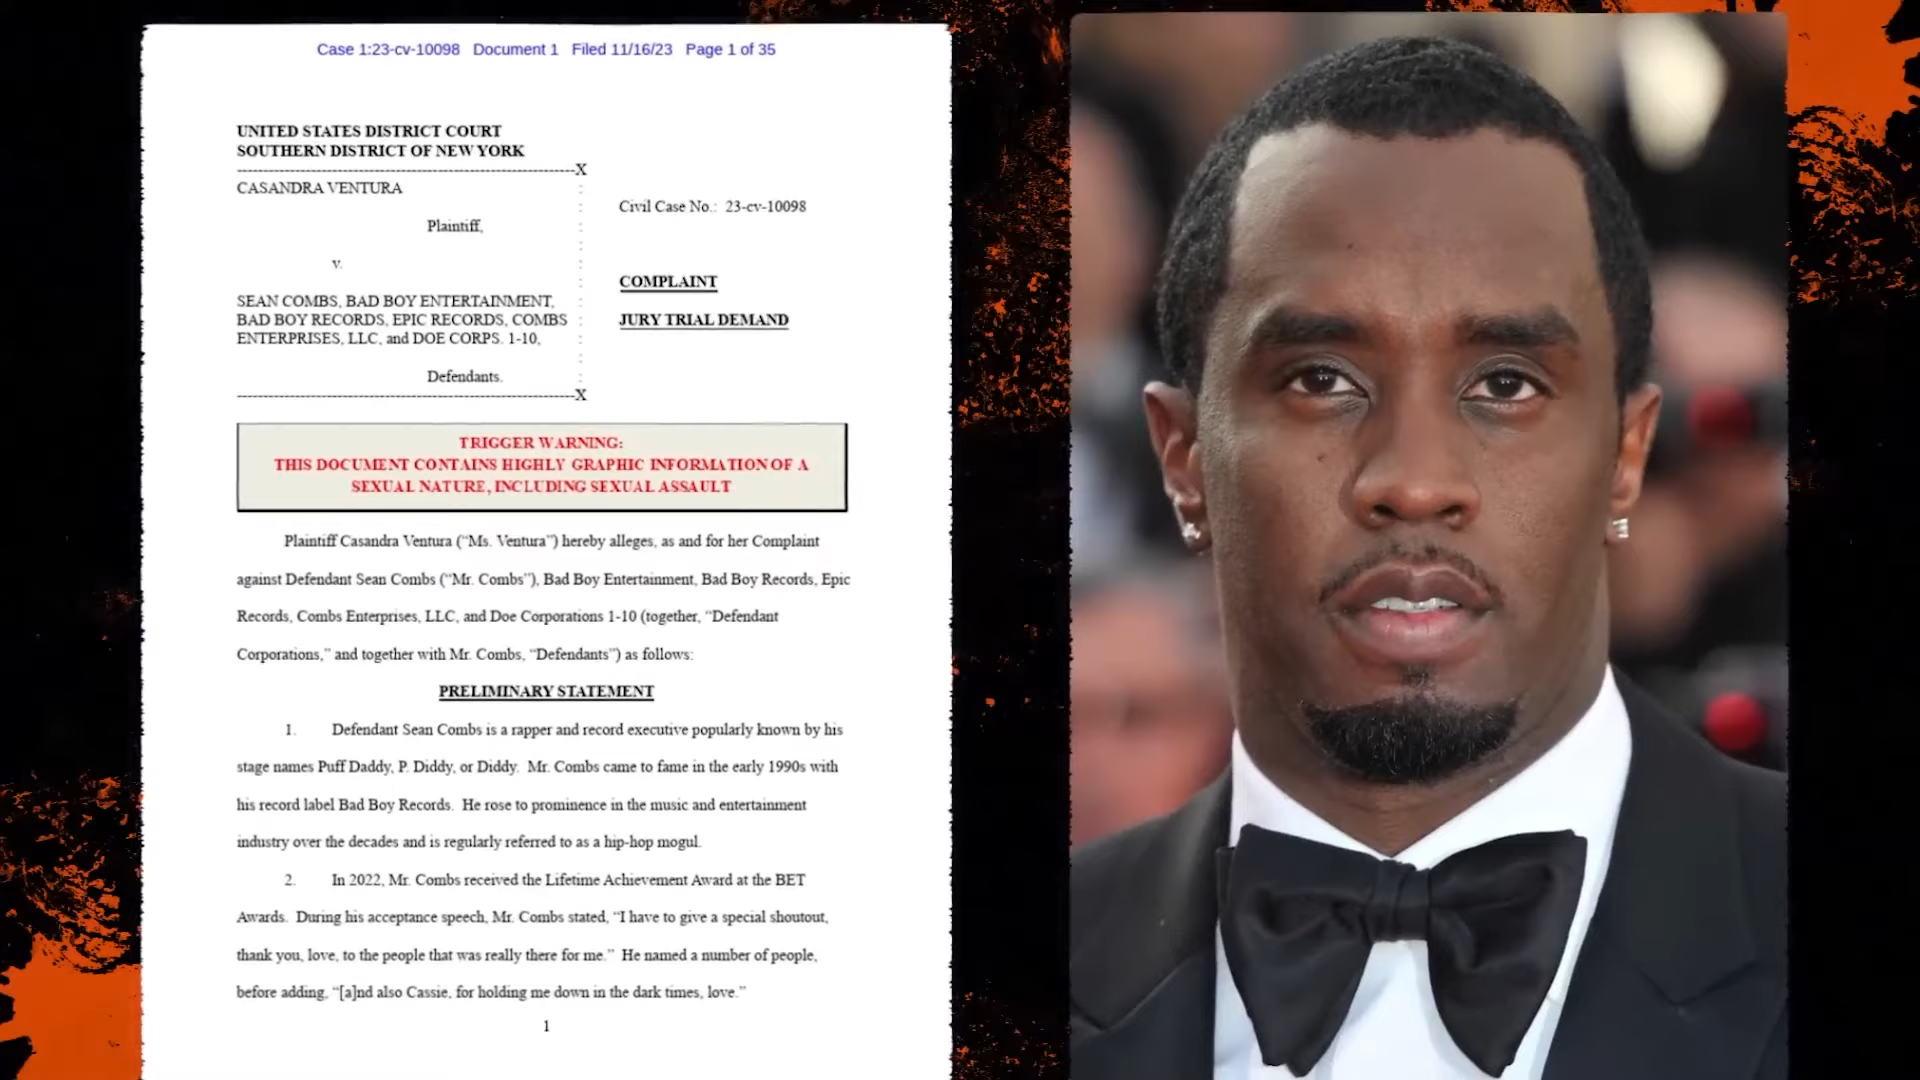 Case 1:23-cv-10098 Document 1 Filed 11/16/23 Page 1 of 35
UNITED STATES DISTRICT COURT
SOUTHERN DISTRICT OF NEW YORK
X
CASANDRA VENTURA
Civil Case No.: 23-cv-10098
Plaintiff,
v.
COMPLAINT
SEAN COMBS, BAD BOY ENTERTAINMENT,
BAD BOY RECORDS, EPIC RECORDS, COMBS
JURY TRIAL DEMAND
ENTERPRISES, LLC, and DOE CORPS. 1-10,
Defendants.
X
TRIGGER WARNING:
THIS DOCUMENT CONTAINS HIGHLY GRAPHIC INFORMATION OF A
SEXUAL NATURE, INCLUDING SEXUAL ASSAULT
Plaintiff Casandra Ventura (“Ms. Ventura”) hereby alleges, as and for her Complaint
against Defendant Sean Combs (“Mr. Combs”), Bad Boy Entertainment, Bad Boy Records, Epic
Records, Combs Enterprises, LLC, and Doe Corporations 1-10 (together, “Defendant
Corporations,” and together with Mr. Combs, “Defendants”) as follows:
PRELIMINARY STATEMENT
1. Defendant Sean Combs is a rapper and record executive popularly known by his
stage names Puff Daddy, P. Diddy, or Diddy. Mr. Combs came to fame in the early 1990s with
his record label Bad Boy Records. He rose to prominence in the music and entertainment
industry over the decades and is regularly referred to as a hip-hop mogul.
2. In 2022, Mr. Combs received the Lifetime Achievement Award at the BET
Awards. During his acceptance speech, Mr. Combs stated, “I have to give a special shoutout,
thank you, love, to the people that was really there for me.” He named a number of people,
before adding, “[a]nd also Cassie, for holding me down in the dark times, love.”
1